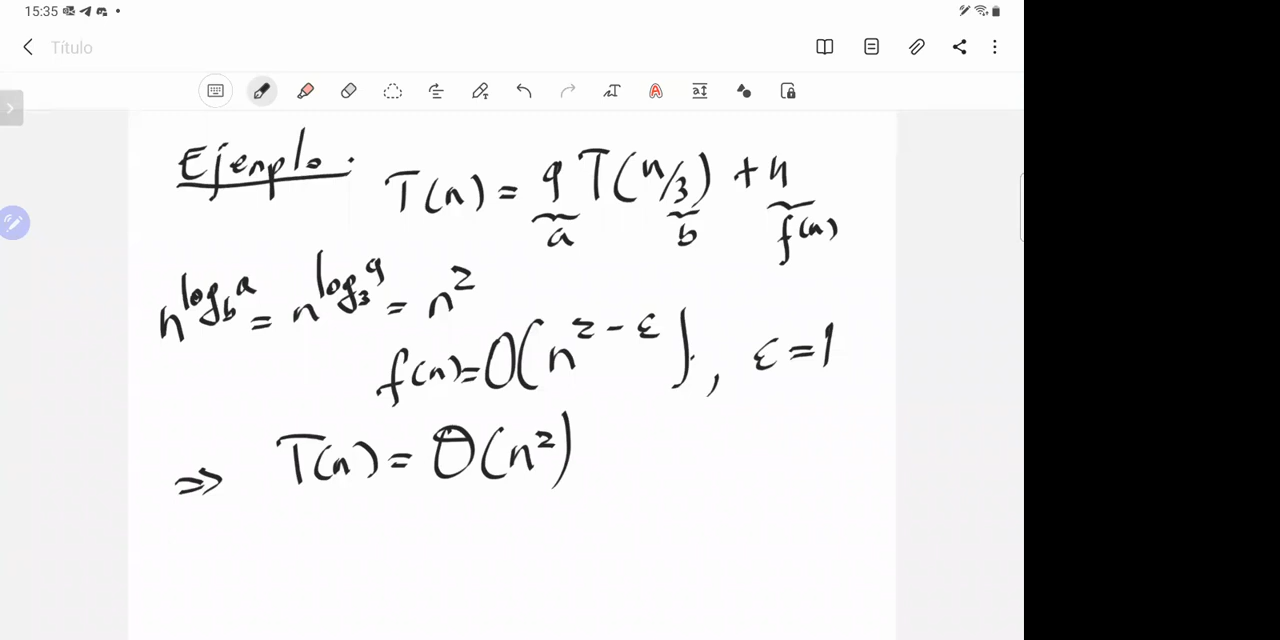 15:35
Título
Ejemplo.
T(n) = 9 T(n/3) + n
a b f(n)
n^{log_b a} = n^{log_3 9} = n^2
f(n) = O(n^{2-ε}), ε=1
⇒ T(n) = Θ(n^2)